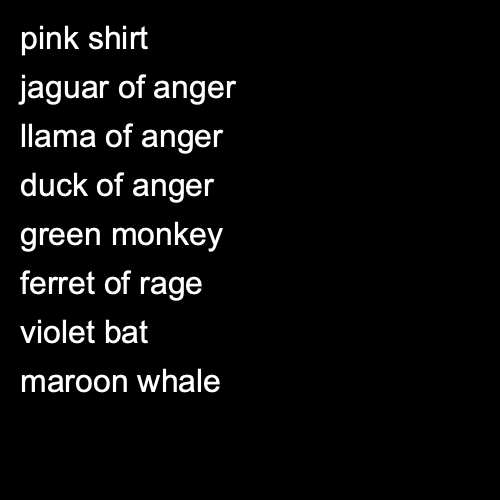 pink shirt
jaguar of anger
llama of anger
duck of anger
green monkey
ferret of rage
violet bat
maroon whale